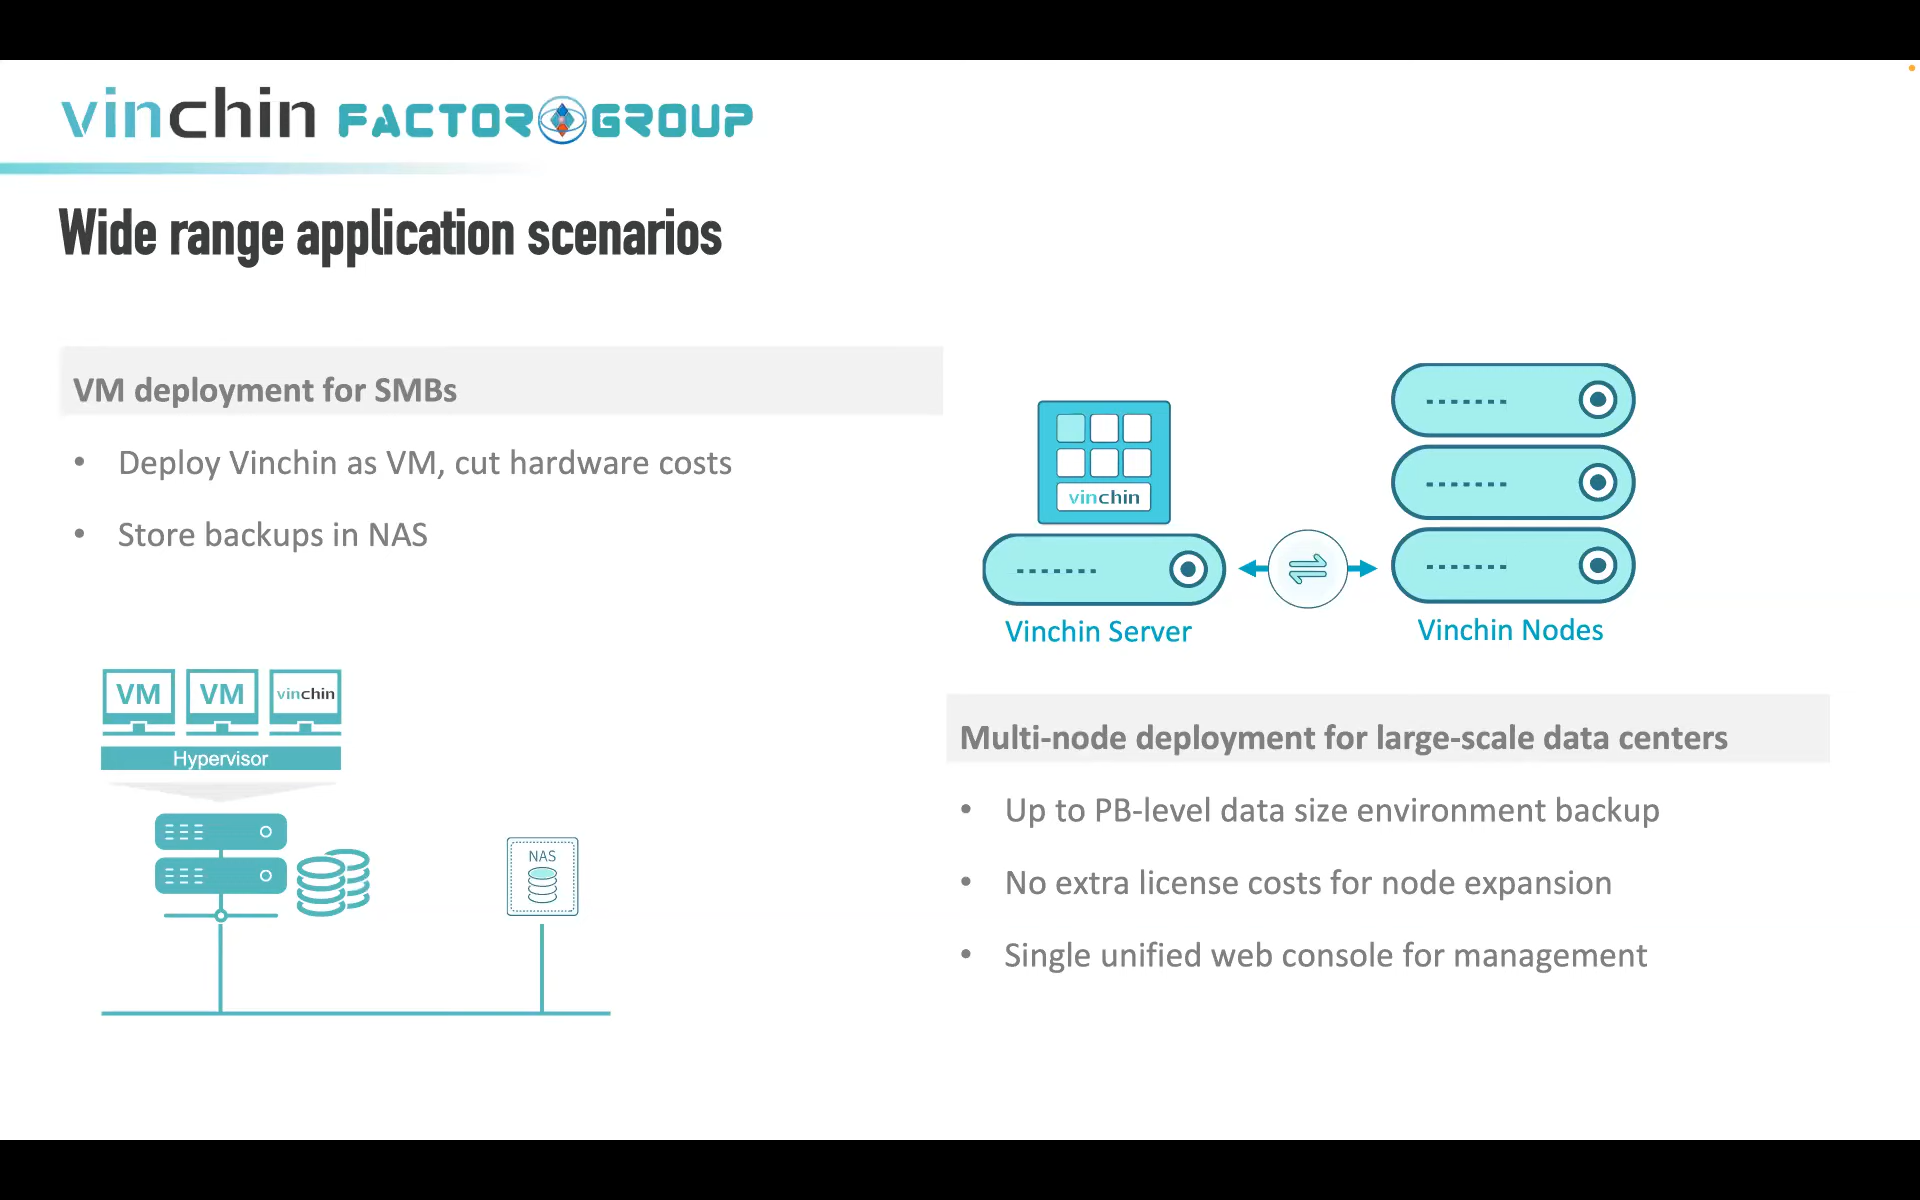 vinchin FACTOR GROUP
Wide range application scenarios
VM deployment for SMBs
• Deploy Vinchin as VM, cut hardware costs
• Store backups in NAS
VM VM vinchin
Hypervisor
NAS
vinchin
Vinchin Server
Vinchin Nodes
Multi-node deployment for large-scale data centers
• Up to PB-level data size environment backup
• No extra license costs for node expansion
• Single unified web console for management